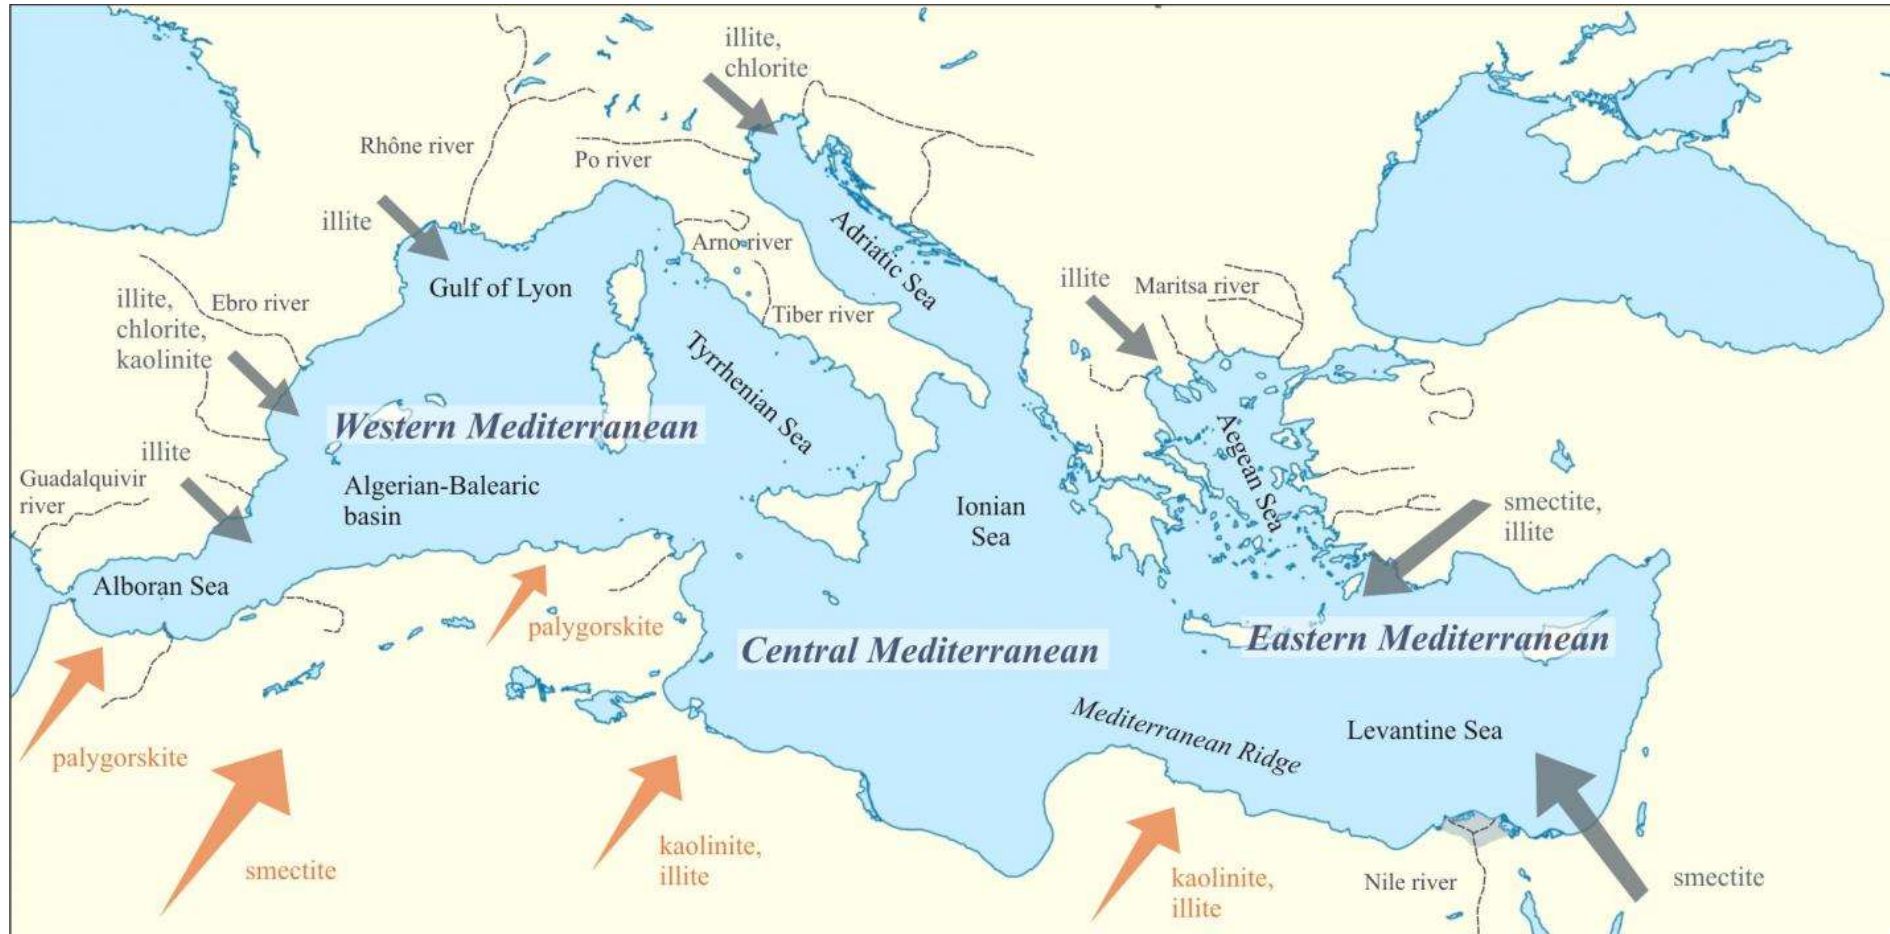 illite,
chlorite
Rhône river
Po river
illite
Adriatic Sea
Arno river
Gulf of Lyon
illite
Maritsa river
illite,
chlorite,
kaolinite
Ebro river
Tiber river
Tyrrhenian Sea
Western Mediterranean
Aegean Sea
illite
Guadalquivir
river
Algerian-Balearic
basin
Ionian
Sea
smectite,
illite
Alboran Sea
palygorskite
Central Mediterranean
Eastern Mediterranean
Mediterranean Ridge
Levantine Sea
palygorskite
smectite
kaolinite,
illite
kaolinite,
illite
Nile river
smectite